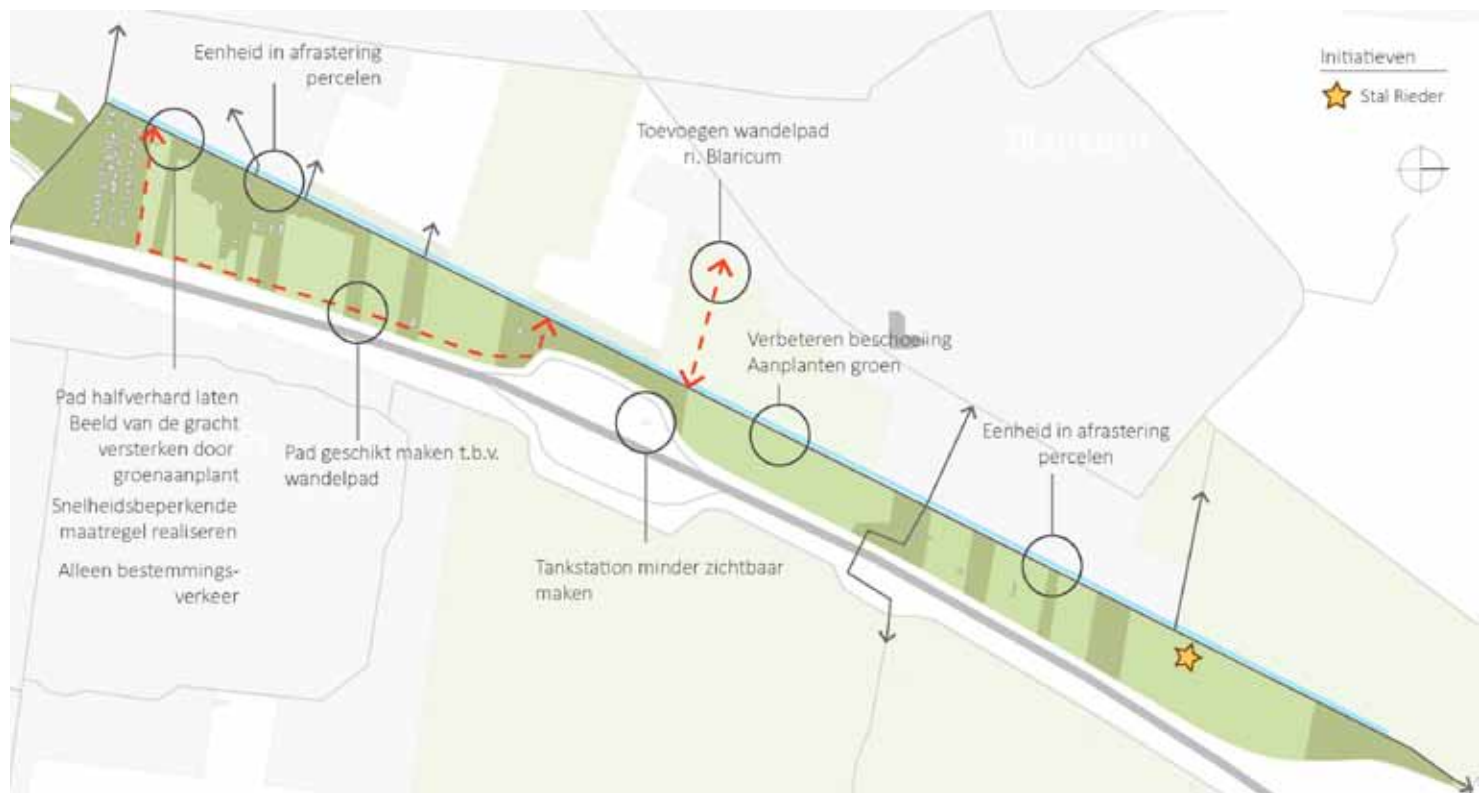 Eenheid in afrastering
percelen
Initiatieven
Stal Rieder
Toevoegen wandelpad
ri. Blaricum
Blaricum
Verbeteren beschoeiing
Aanplanten groen
Eenheid in afrastering
percelen
Pad halfverhard laten
Beeld van de gracht
versterken door
groenaanplant
Snelheidsbeperkende
maatregel realiseren
Alleen bestemmings-
verkeer
Pad geschikt maken t.b.v.
wandelpad
Tankstation minder zichtbaar
maken